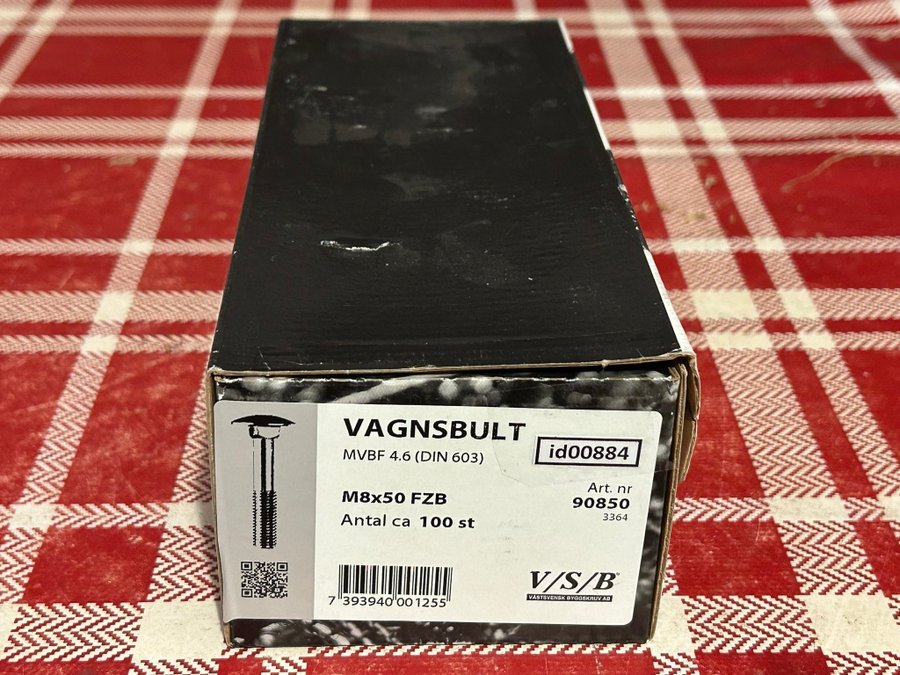 VAGNSBULT
MVBF 4.6 (DIN 603)
id00884
M8x50 FZB
Antal ca 100 st
Art. nr
90850
3364
7 393940 001255
V/S/B®
VÄSTSVENSK BYGGSKRUV AB